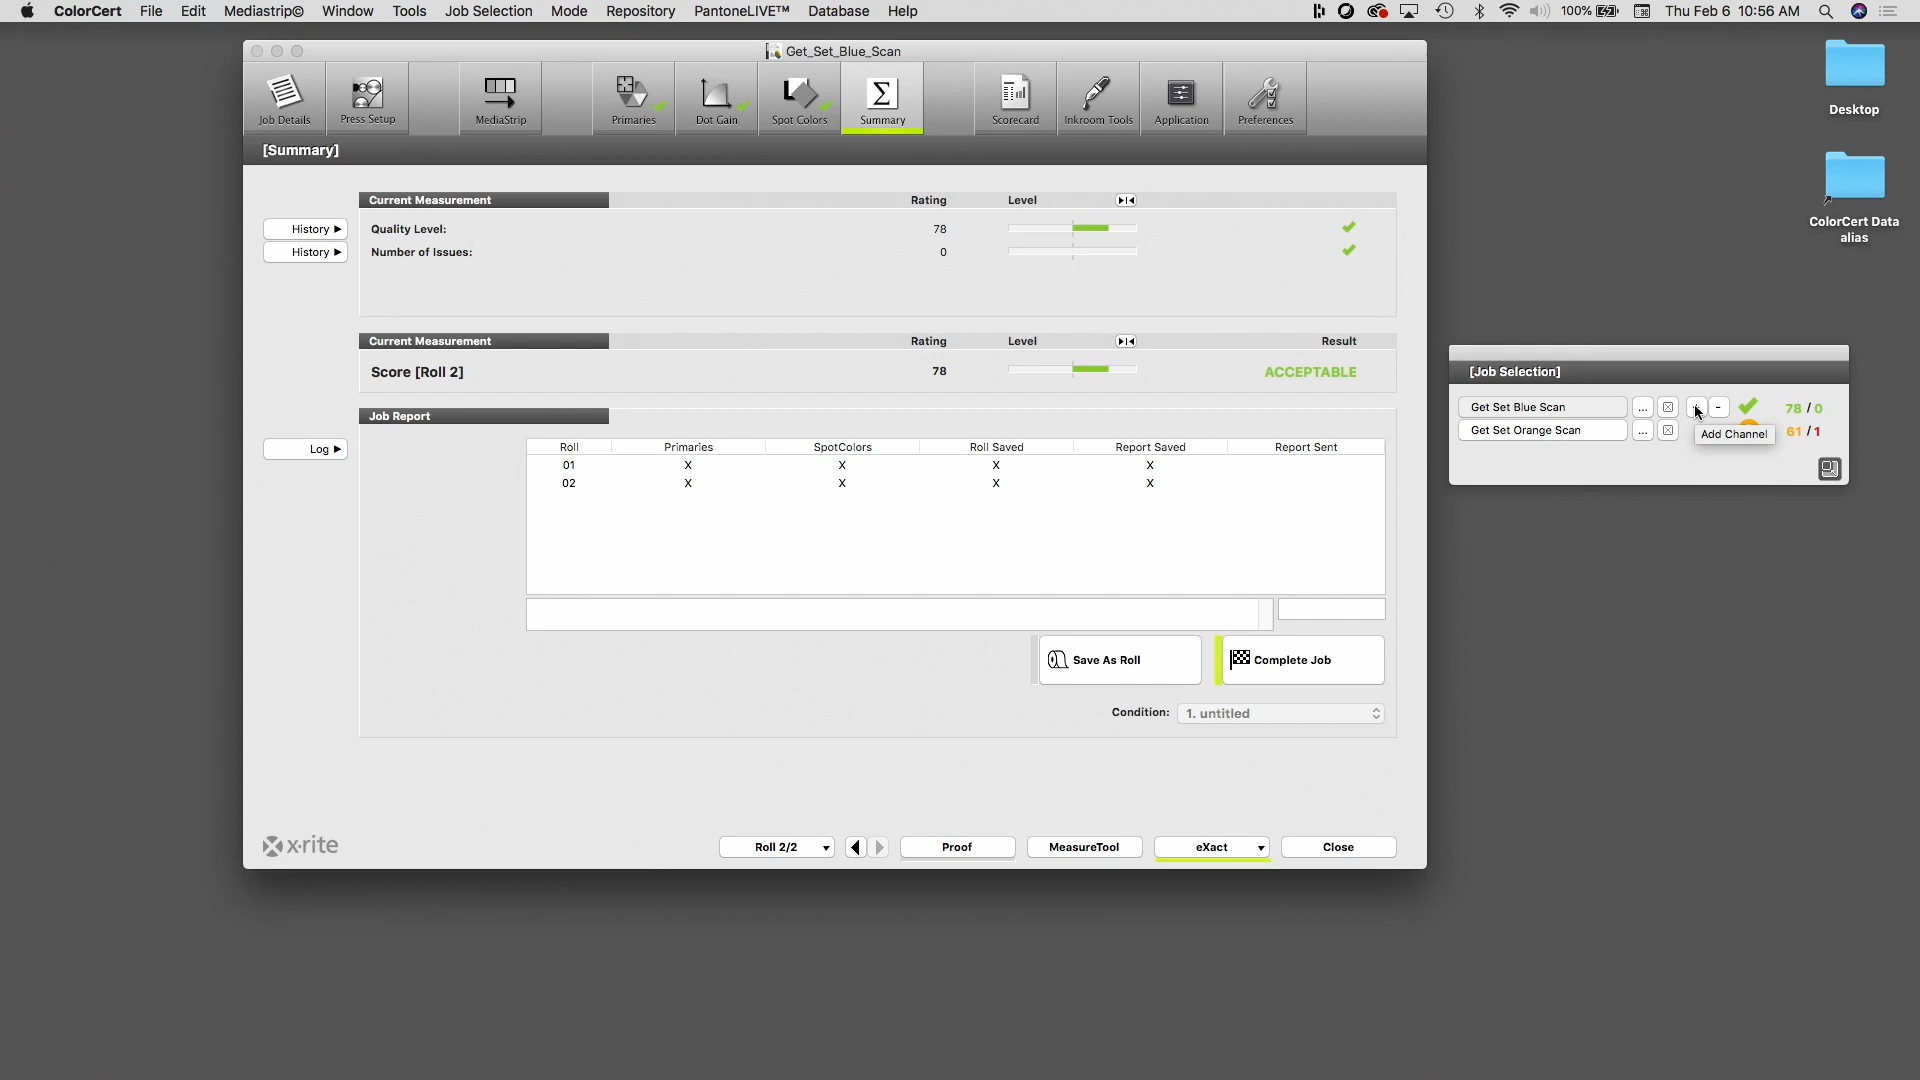 ColorCert File Edit Mediastrip© Window Tools Job Selection Mode Repository PantoneLIVE™ Database Help 100% Thu Feb 6 10:56 AM
Get_Set_Blue_Scan
Job Details Press Setup MediaStrip Primaries Dot Gain Spot Colors Summary Scorecard Inkroom Tools Application Preferences
[Summary]
Current Measurement Rating Level
History Quality Level: 78
History Number of Issues: 0
Current Measurement Rating Level Result
Score [Roll 2] 78 ACCEPTABLE
Job Report
Log
Roll Primaries SpotColors Roll Saved Report Saved Report Sent
01 X X X X
02 X X X X
Save As Roll Complete Job
Condition: 1. untitled
x·rite Roll 2/2 Proof MeasureTool eXact Close
Desktop
ColorCert Data
alias
[Job Selection]
Get Set Blue Scan ... - 78 / 0
Get Set Orange Scan ... 61 / 1
Add Channel